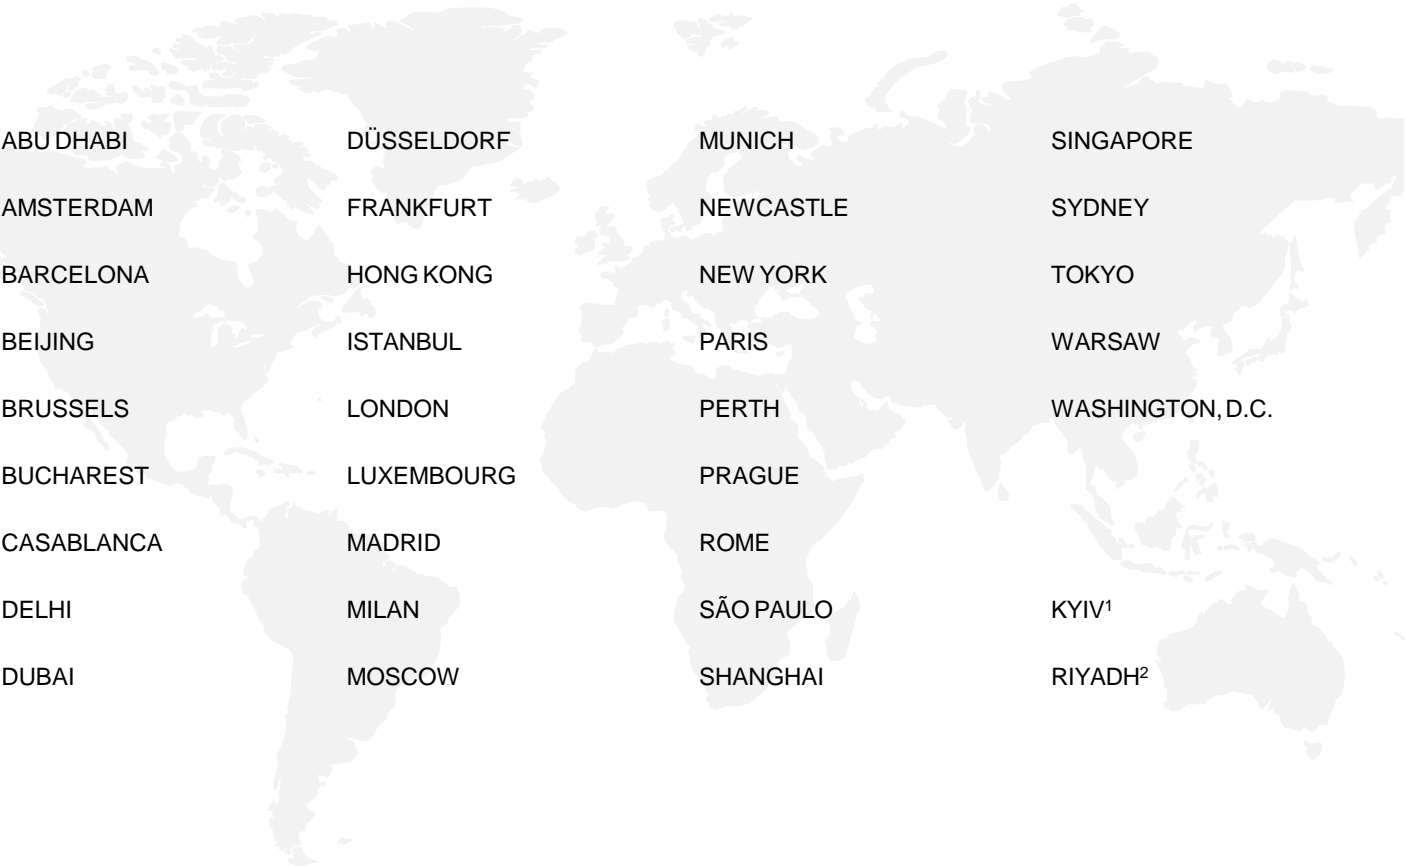 ABU DHABI
AMSTERDAM
BARCELONA
BEIJING
BRUSSELS
BUCHAREST
CASABLANCA
DELHI
DUBAI
DÜSSELDORF
FRANKFURT
HONG KONG
ISTANBUL
LONDON
LUXEMBOURG
MADRID
MILAN
MOSCOW
MUNICH
NEWCASTLE
NEW YORK
PARIS
PERTH
PRAGUE
ROME
SÃO PAULO
SHANGHAI
SINGAPORE
SYDNEY
TOKYO
WARSAW
WASHINGTON, D.C.
KYIV¹
RIYADH²